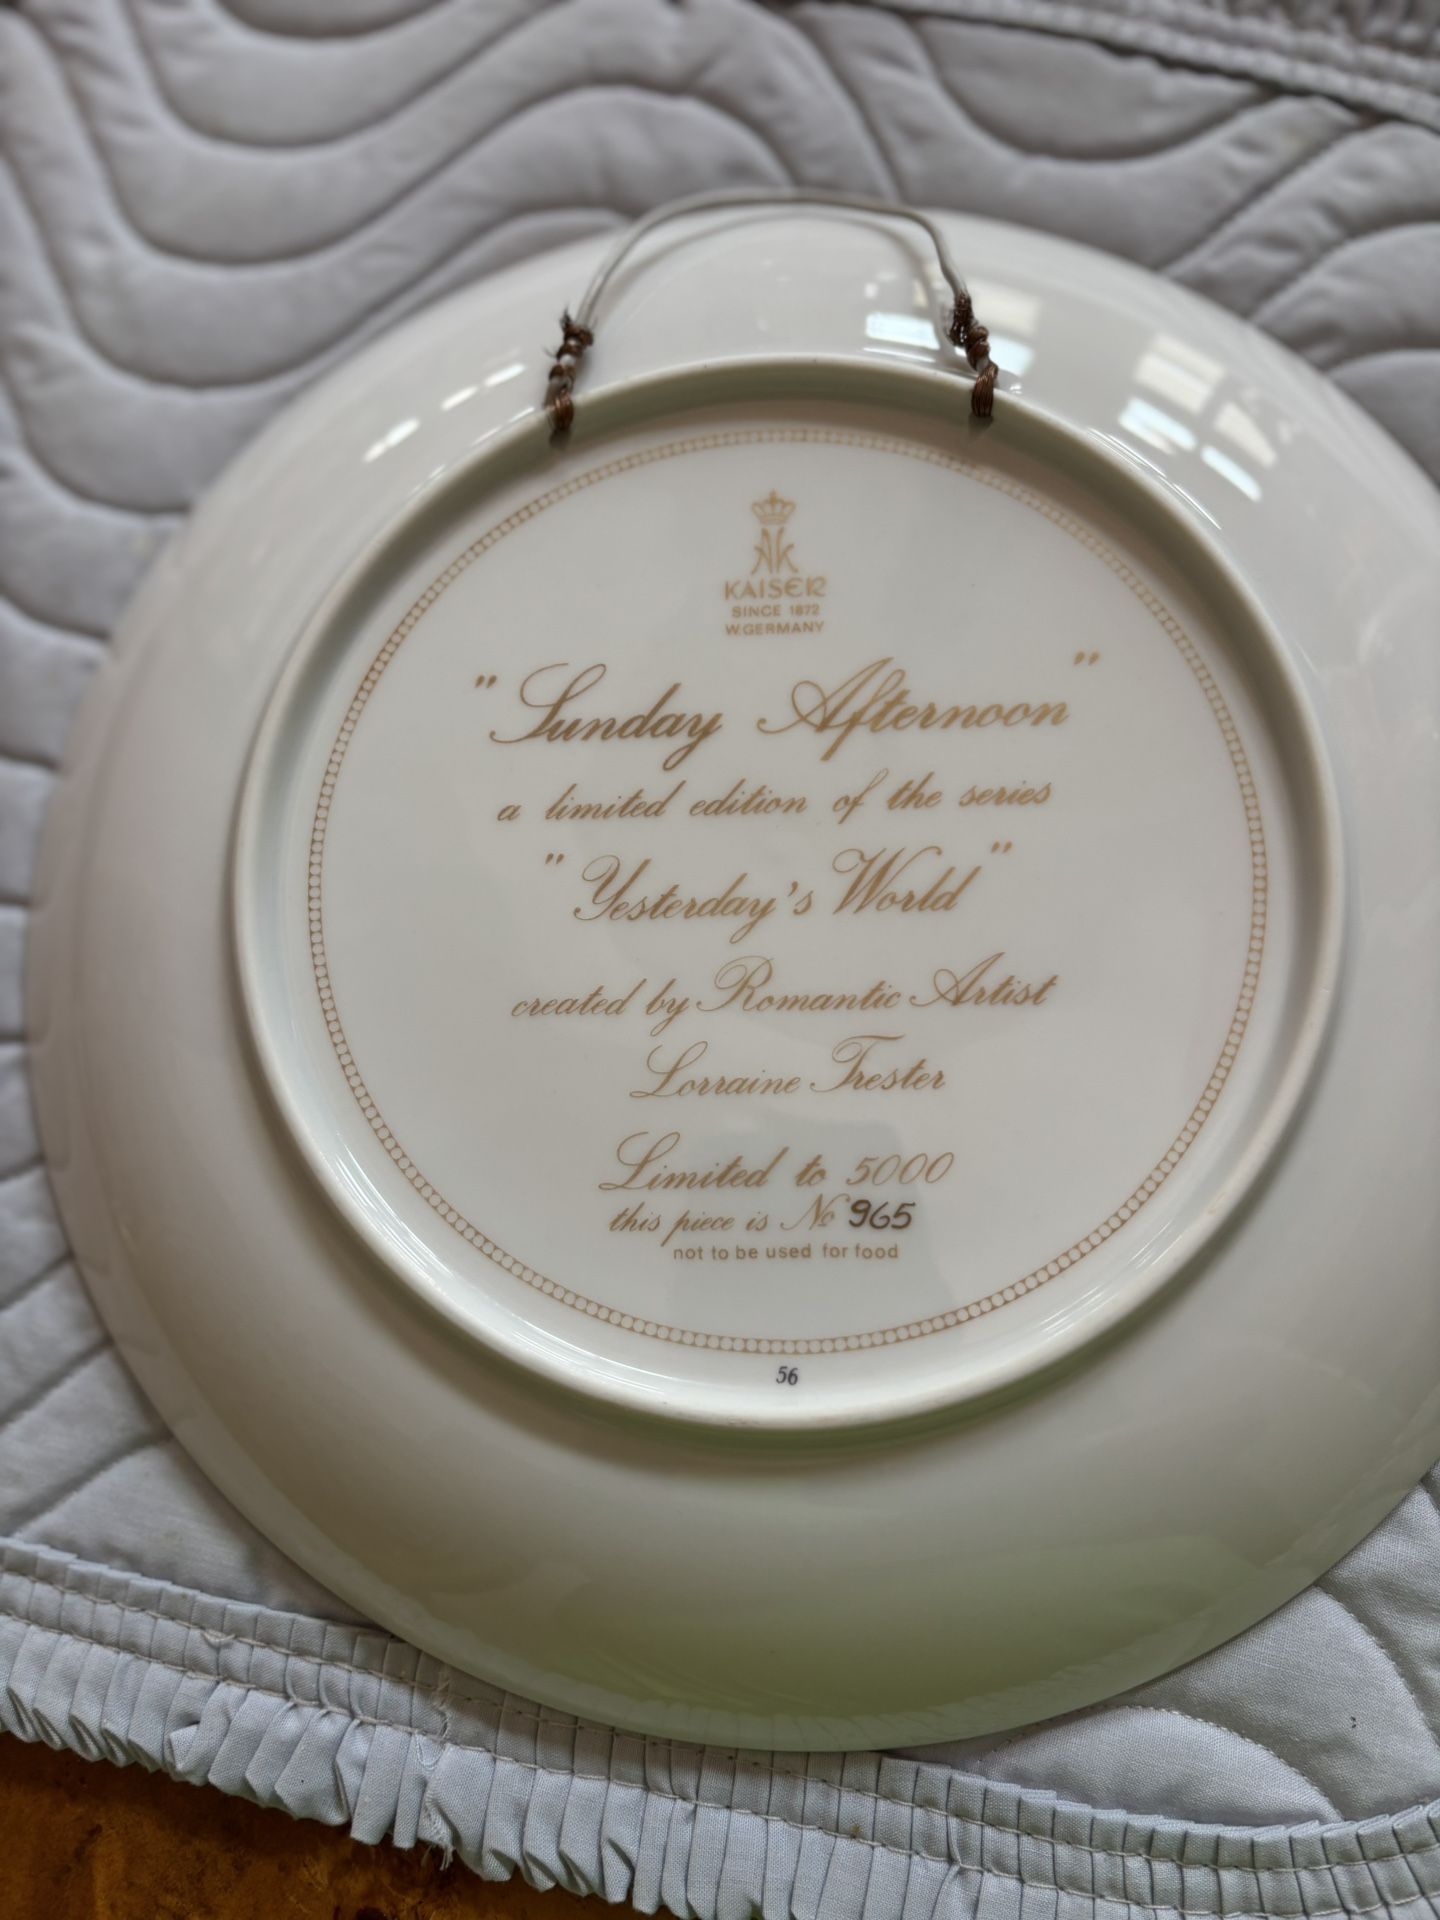 AK
KAISER
SINCE 1872
W.GERMANY
"Sunday Afternoon"
a limited edition of the series
"Yesterday's World"
created by Romantic Artist
Lorraine Trester
Limited to 5000
this piece is No 965
not to be used for food
56